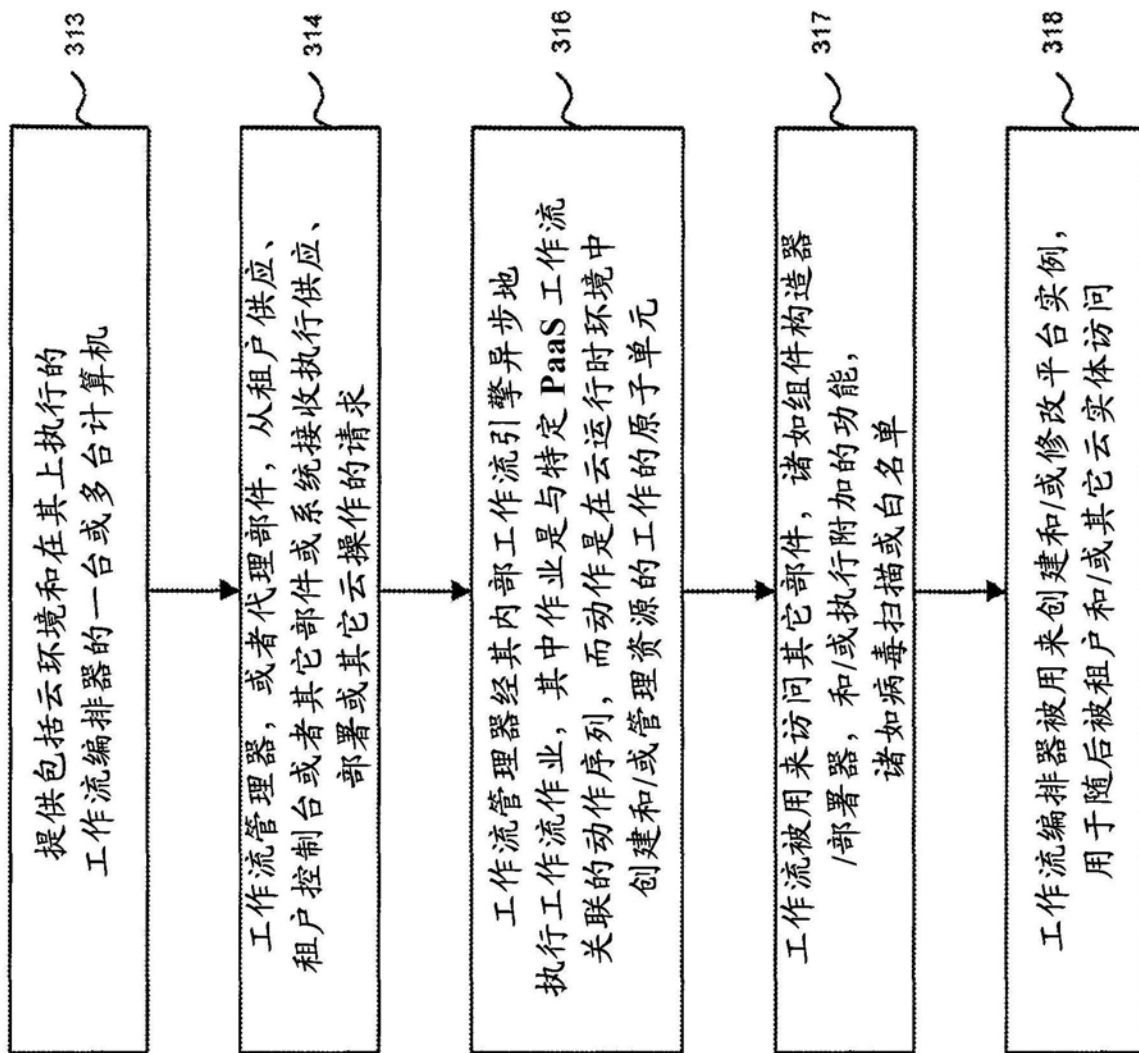 提供包括云环境和在其上执行的
工作流编排器的一台或多台计算机
313
工作流管理器，或者代理部件，从租户供应、
租户控制台或者其它部件或系统接收执行供应、
部署或其它云操作的请求
314
工作流管理器经其内部工作流引擎异步地
执行工作流作业，其中作业是与特定 PaaS 工作流
关联的动作序列，而动作是在云运行时环境中
创建和/或管理资源的工作的原子单元
316
工作流被用来访问其它部件，诸如组件构造器
/部署器，和/或执行附加的功能，
诸如病毒扫描或白名单
317
工作流编排器被用来创建和/或修改平台实例，
用于随后被租户和/或其它云实体访问
318